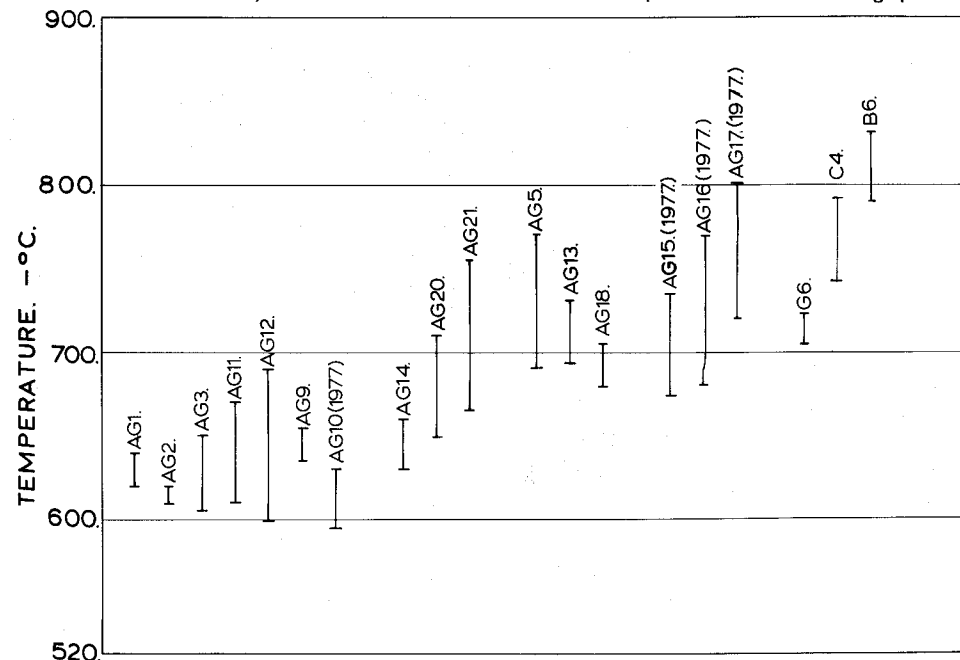 900.
800.
700.
600.
520.
TEMPERATURE. –°C.
AG1.
AG2.
AG3.
AG11.
AG12.
AG9.
AG10(1977)
AG14.
AG20.
AG21.
AG5.
AG13.
AG18.
AG15.(1977)
AG16(1977.)
AG17.(1977.)
G6.
C4.
B6.